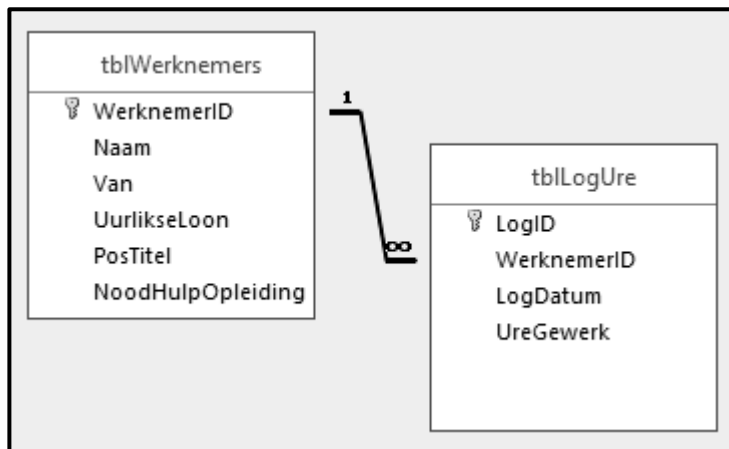 tblWerknemers
WerknemerID
Naam
Van
UurlikseLoon
PosTitel
NoodHulpOpleiding
1
∞
tblLogUre
LogID
WerknemerID
LogDatum
UreGewerk